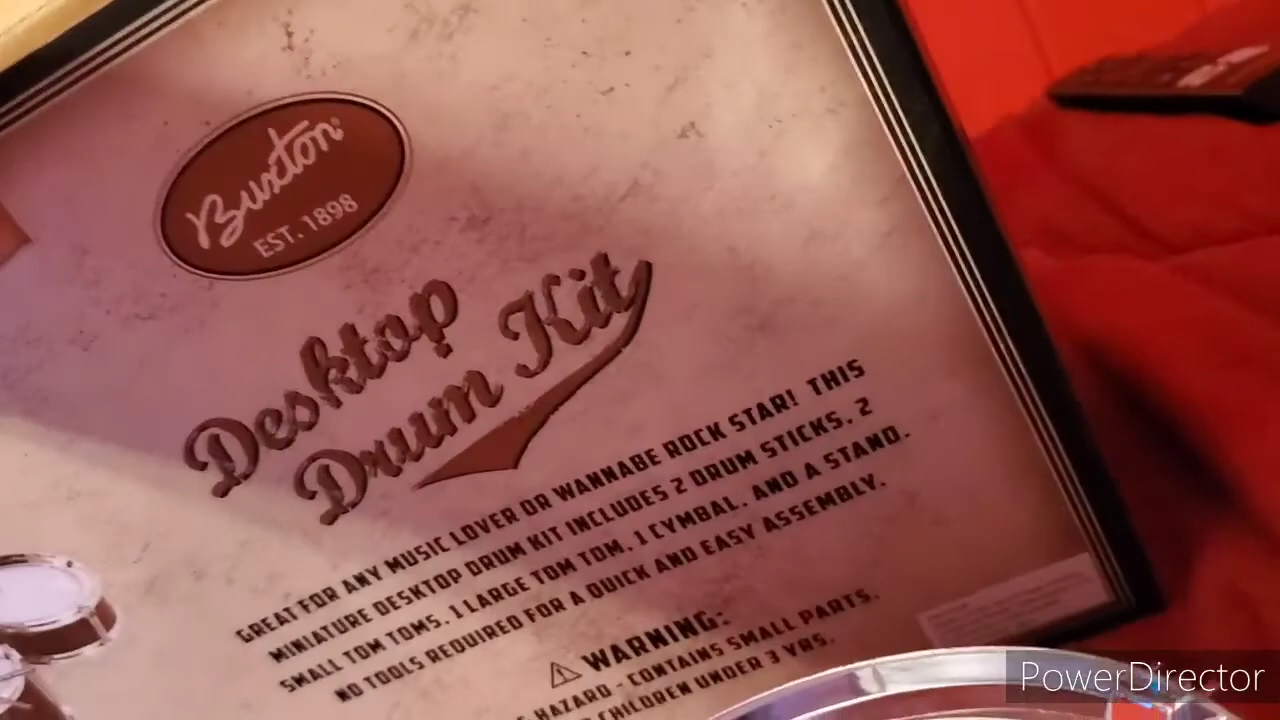 Buxton
EST. 1898
Desktop
Drum Kit
GREAT FOR ANY MUSIC LOVER OR WANNABE ROCK STAR! THIS
MINIATURE DESKTOP DRUM KIT INCLUDES 2 DRUM STICKS, 2
SMALL TOM TOMS, 1 LARGE TOM TOM, 1 CYMBAL, AND A STAND.
NO TOOLS REQUIRED FOR A QUICK AND EASY ASSEMBLY.
⚠ WARNING:
HAZARD - CONTAINS SMALL PARTS.
CHILDREN UNDER 3 YRS.
PowerDirector